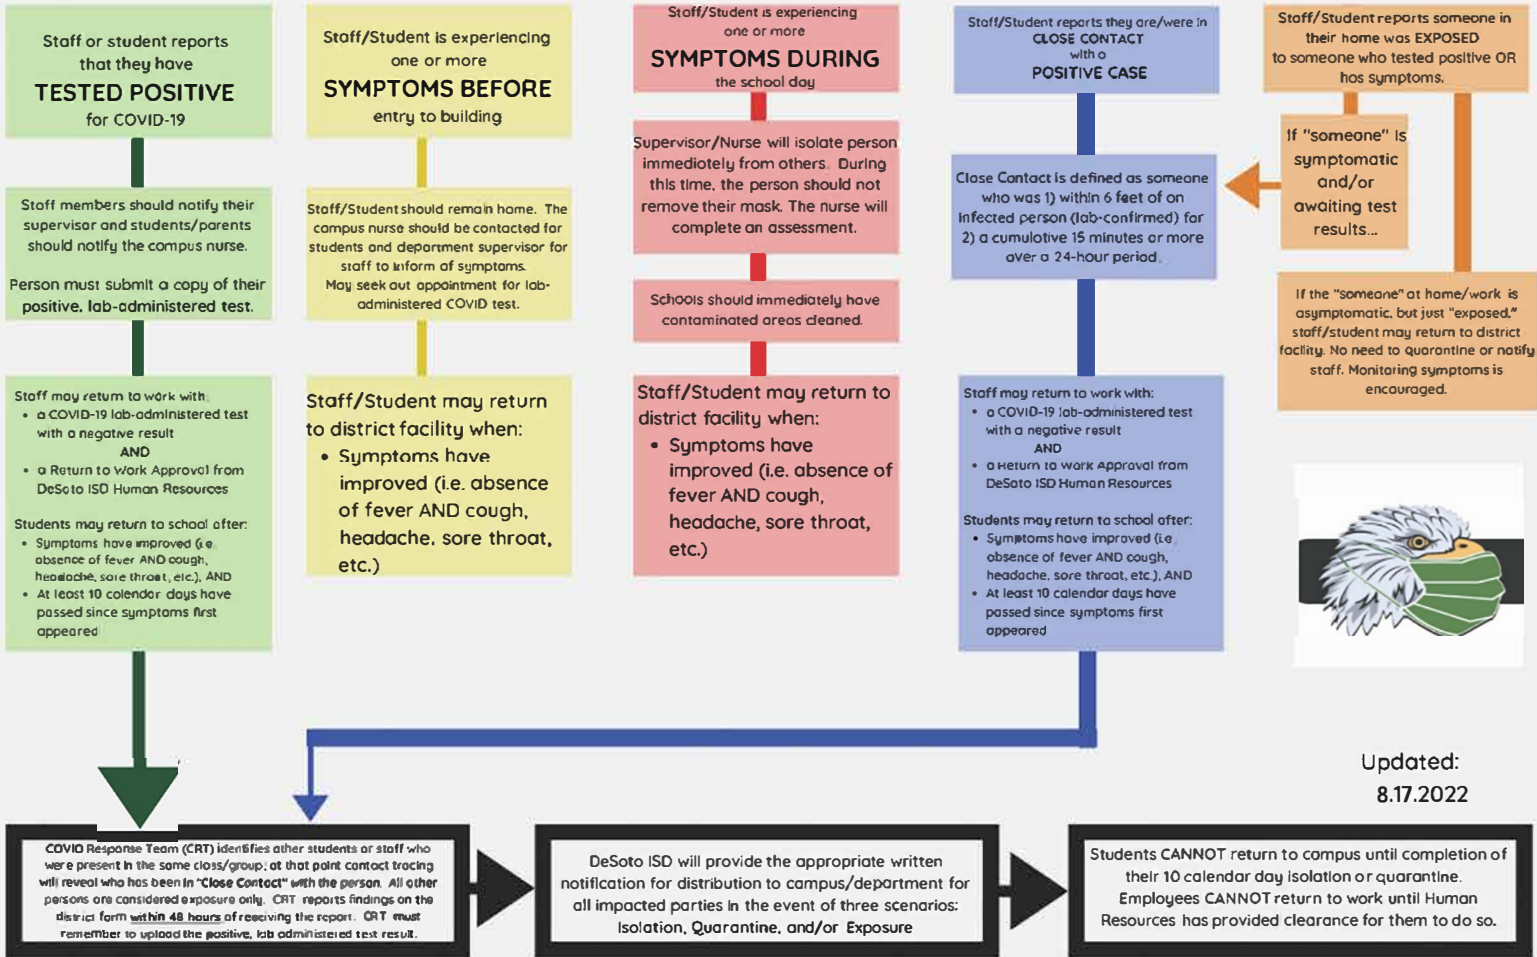 Staff or student reports
that they have
TESTED POSITIVE
for COVID-19
Staff members should notify their
supervisor and students/parents
should notify the campus nurse.
Person must submit a copy of their
positive, lab-administered test.
Staff may return to work with
• a COVID-19 lab-administered test
with a negative result
AND
• a Return to Work Approval from
DeSoto ISD Human Resources
Students may return to school after:
• Symptoms have improved (i.e.
absence of fever AND cough,
headache, sore throat, etc.), AND
• At least 10 calendar days have
passed since symptoms first
appeared
Staff/Student is experiencing
one or more
SYMPTOMS BEFORE
entry to building
Staff/Student should remain home. The
campus nurse should be contacted for
students and department supervisor for
staff to inform of symptoms.
May seek out appointment for lab-
administered COVID test.
Staff/Student may return
to district facility when:
• Symptoms have
improved (i.e. absence
of fever AND cough,
headache, sore throat,
etc.)
Staff/Student is experiencing
one or more
SYMPTOMS DURING
the school day
Supervisor/Nurse will isolate person
immediately from others. During
this time, the person should not
remove their mask. The nurse will
complete an assessment.
Schools should immediately have
contaminated areas cleaned.
Staff/Student may return to
district facility when:
• Symptoms have
improved (i.e. absence of
fever AND cough,
headache, sore throat,
etc.)
Staff/Student reports they are/were in
CLOSE CONTACT
with a
POSITIVE CASE
Close Contact is defined as someone
who was 1) within 6 feet of an
infected person (lab-confirmed) for
2) a cumulative 15 minutes or more
over a 24-hour period.
Staff may return to work with:
• a COVID-19 lab-administered test
with a negative result
AND
• a Return to Work Approval from
DeSoto ISD Human Resources
Students may return to school after:
• Symptoms have improved (i.e.
absence of fever AND cough,
headache, sore throat, etc.), AND
• At least 10 calendar days have
passed since symptoms first
appeared
Staff/Student reports someone in
their home was EXPOSED
to someone who tested positive OR
has symptoms.
If "someone" is
symptomatic
and/or
awaiting test
results...
If the "someone" at home/work is
asymptomatic, but just "exposed,"
staff/student may return to district
facility. No need to quarantine or notify
staff. Monitoring symptoms is
encouraged.
Updated:
8.17.2022
COVID Response Team (CRT) identifies other students or staff who
were present in the same class/group; at that point contact tracing
will reveal who has been in "Close Contact" with the person. All other
persons are considered exposure only. CRT reports findings on the
district form within 48 hours of receiving the report. CRT must
remember to upload the positive, lab administered test result.
DeSoto ISD will provide the appropriate written
notification for distribution to campus/department for
all impacted parties in the event of three scenarios:
Isolation, Quarantine, and/or Exposure
Students CANNOT return to campus until completion of
their 10 calendar day isolation or quarantine.
Employees CANNOT return to work until Human
Resources has provided clearance for them to do so.